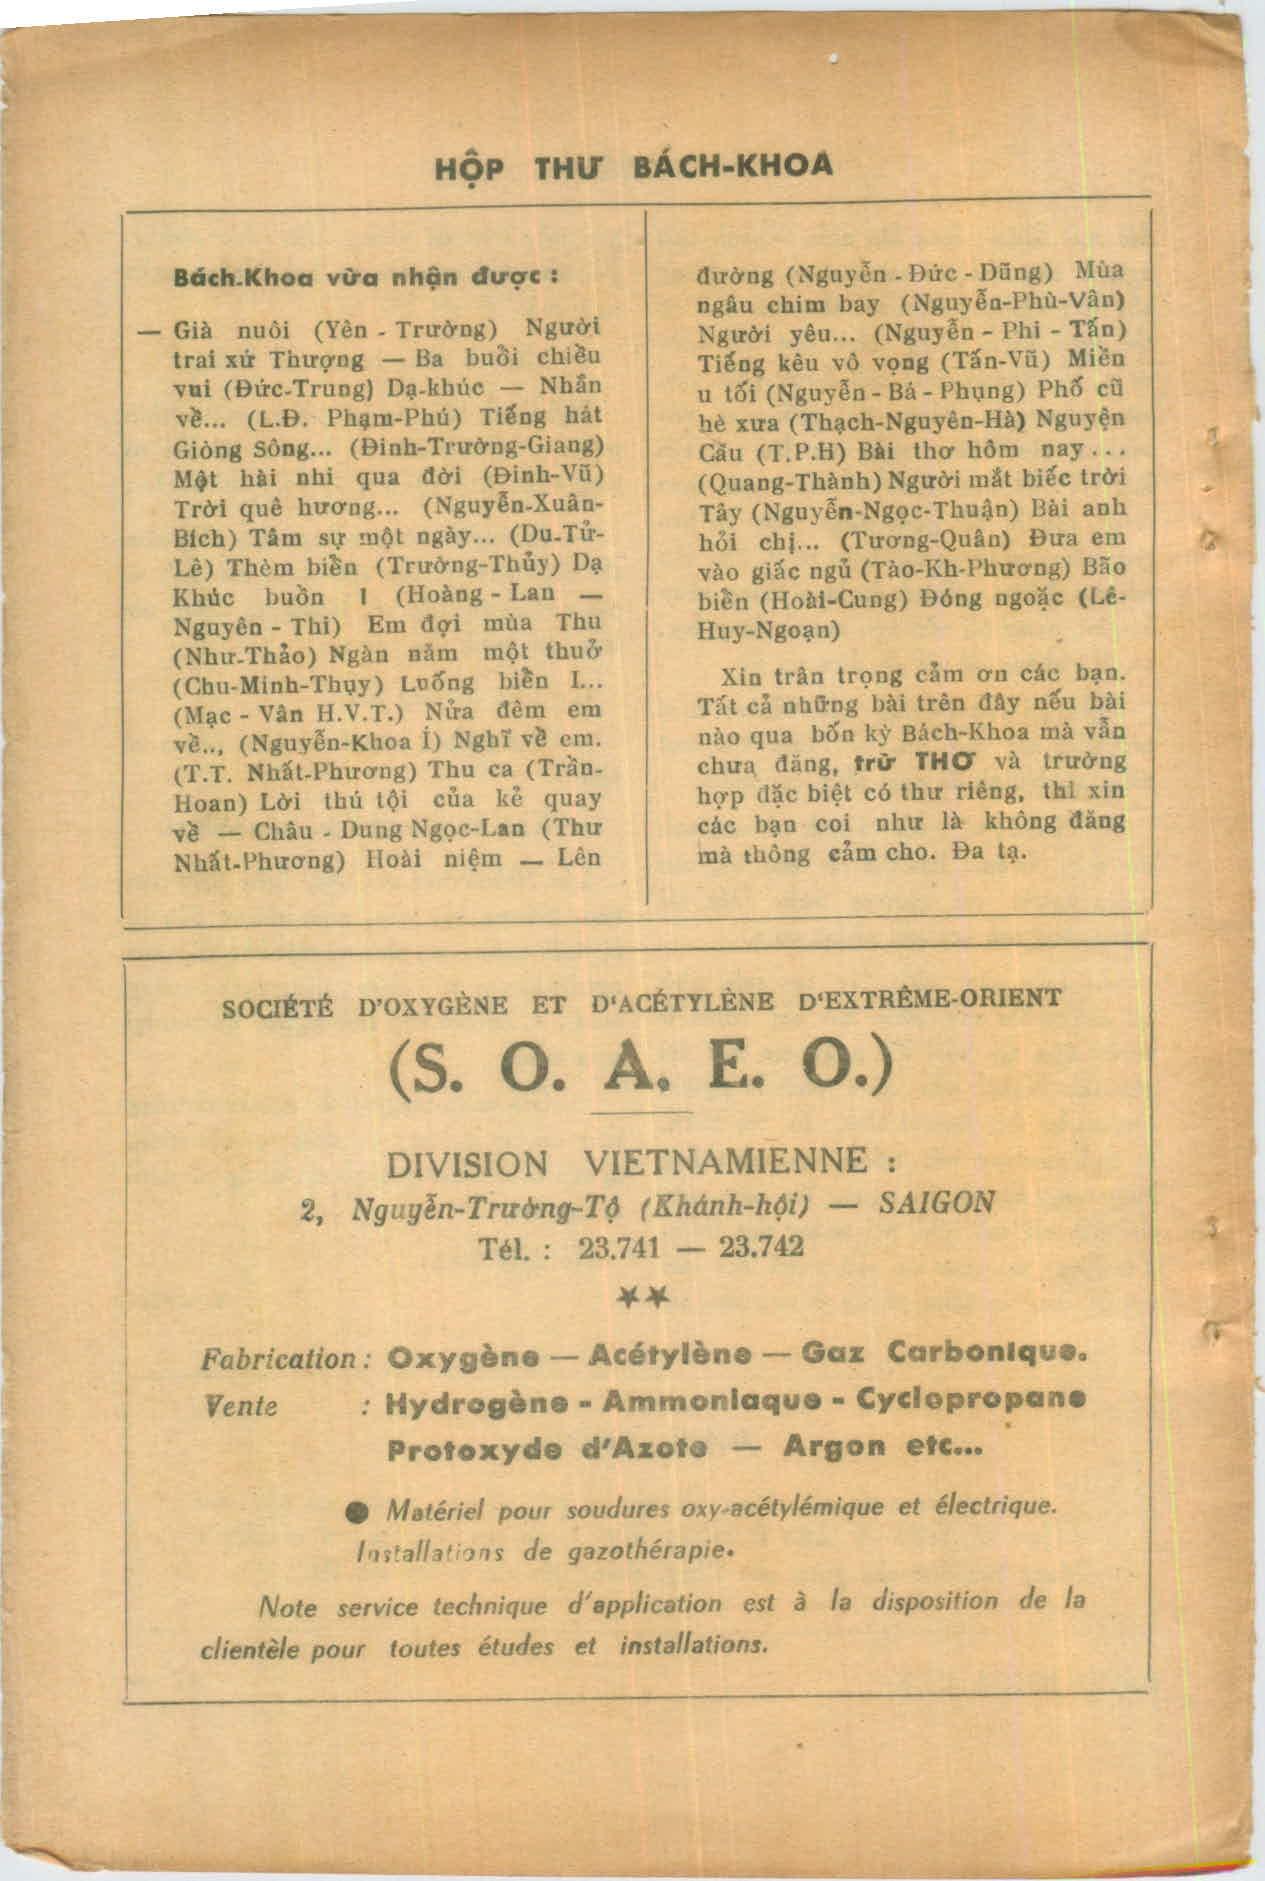 HỘP THƯ BÁCH-KHOA
Bách-Khoa vừa nhận được :
— Già nuôi (Yên - Trường) Người
trai xứ Thượng — Ba buổi chiều
vui (Đức-Trung) Dạ-khúc — Nhắn
về... (L.Đ. Phạm-Phú) Tiếng hát
Giòng Sông... (Đinh-Trường-Giang)
Một hài nhi qua đời (Đinh-Vũ)
Trời quê hương... (Nguyễn-Xuân-
Bích) Tâm sự một ngày... (Du-Tử-
Lê) Thèm biển (Trường-Thủy) Dạ
Khúc buồn I (Hoàng - Lan —
Nguyên - Thi) Em đợi mùa Thu
(Như-Thảo) Ngàn năm một thuở
(Chu-Minh-Thụy) Luống biển I...
(Mạc - Vân H.V.T.) Nửa đêm em
về.., (Nguyễn-Khoa İ) Nghĩ về em.
(T.T. Nhất-Phương) Thu ca (Trần-
Hoan) Lời thú tội của kẻ quay
về — Châu - Dung Ngọc-Lan (Thư
Nhất-Phương) Hoài niệm — Lên
đường (Nguyễn - Đức - Dũng) Mùa
ngâu chim bay (Nguyễn-Phù-Vân)
Người yêu... (Nguyễn - Phi - Tấn)
Tiếng kêu vô vọng (Tấn-Vũ) Miền
u tối (Nguyễn - Bá - Phụng) Phố cũ
hè xưa (Thạch-Nguyên-Hà) Nguyện
Cầu (T.P.H) Bài thơ hôm nay...
(Quang-Thành) Người mắt biếc trời
Tây (Nguyễn-Ngọc-Thuận) Bài anh
hỏi chị... (Tương-Quân) Đưa em
vào giấc ngủ (Tào-Kh-Phương) Bão
biển (Hoài-Cung) Đóng ngoặc (Lê-
Huy-Ngoạn)
Xin trân trọng cảm ơn các bạn.
Tất cả những bài trên đây nếu bài
nào qua bốn kỳ Bách-Khoa mà vẫn
chưa đăng, trừ THƠ và trường
hợp đặc biệt có thư riêng, thì xin
các bạn coi như là không đăng
mà thông cảm cho. Đa tạ.
SOCIÉTÉ D'OXYGÈNE ET D'ACÉTYLÈNE D'EXTRÊME-ORIENT
(S. O. A. E. O.)
DIVISION VIETNAMIENNE :
2, Nguyễn-Trường-Tộ (Khánh-hội) — SAIGON
Tél. : 23.741 — 23.742
★★
Fabrication : Oxygène — Acétylène — Gaz Carbonique.
Vente : Hydrogène - Ammoniaque - Cyclopropane
Protoxyde d'Azote — Argon etc...
● Matériel pour soudures oxy-acétylémique et électrique.
Installations de gazothérapie.
Note service technique d'application est à la disposition de la
clientèle pour toutes études et installations.